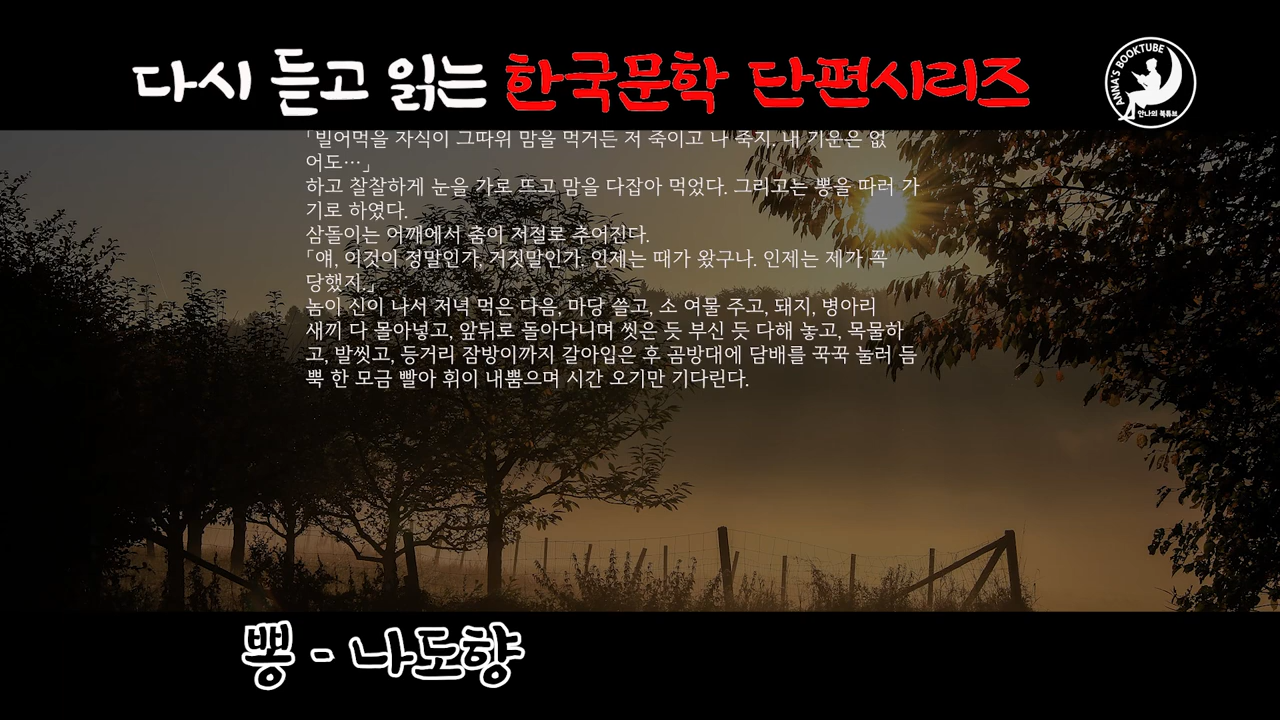 다시 듣고 읽는 한국문학 단편시리즈
ANNA'S BOOKTUBE
안나의 북튜브
「빌어먹을 자식이 그따위 맘을 먹거든 저 죽이고 나 죽지. 내 기운은 없
어도…」
하고 찰찰하게 눈을 가로 뜨고 맘을 다잡아 먹었다. 그리고는 뽕을 따러 가
기로 하였다.
삼돌이는 어깨에서 춤이 저절로 추어진다.
「얘, 이것이 정말인가, 거짓말인가. 인제는 때가 왔구나. 인제는 제가 꼭
당했지.」
놈이 신이 나서 저녁 먹은 다음, 마당 쓸고, 소 여물 주고, 돼지, 병아리
새끼 다 몰아넣고, 앞뒤로 돌아다니며 씻은 듯 부신 듯 다해 놓고, 목물하
고, 발씻고, 등거리 잠방이까지 갈아입은 후 곰방대에 담배를 꾹꾹 눌러 듬
뿍 한 모금 빨아 휘이 내뿜으며 시간 오기만 기다린다.
뽕 - 나도향